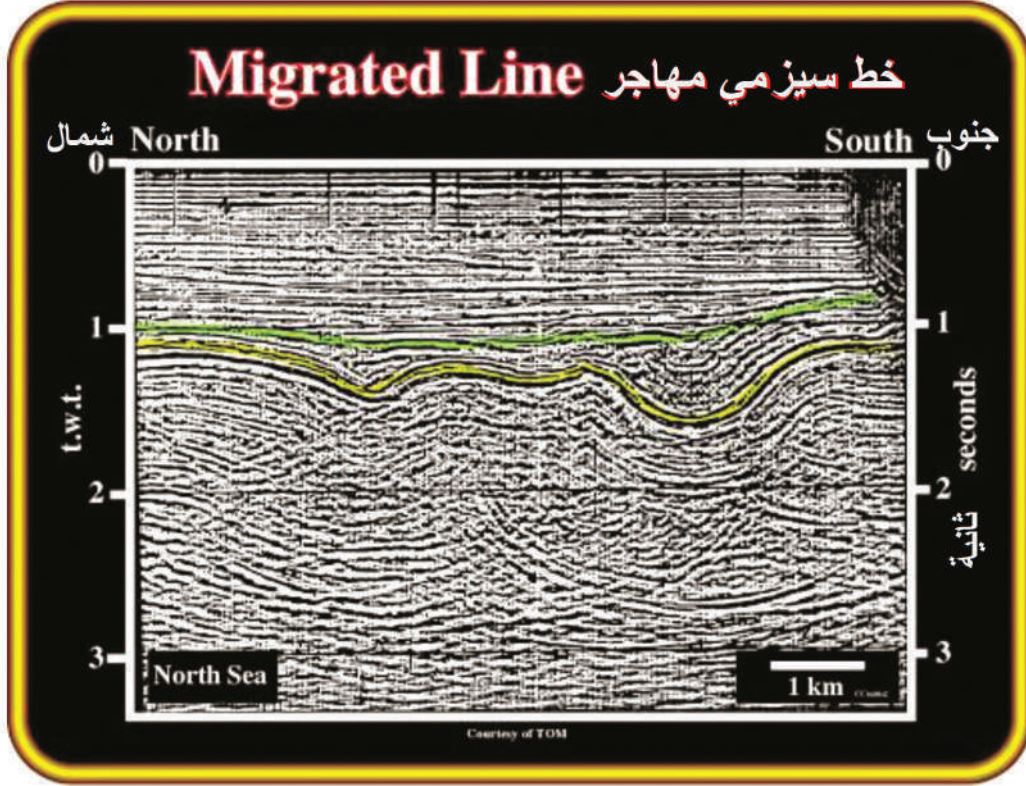 Migrated Line خط سيزمي مهاجر
شمال North
South جنوب
0
0
1
1
t.w.t.
seconds
2
2
ثانية
3
3
North Sea
1 km
Courtesy of TOM